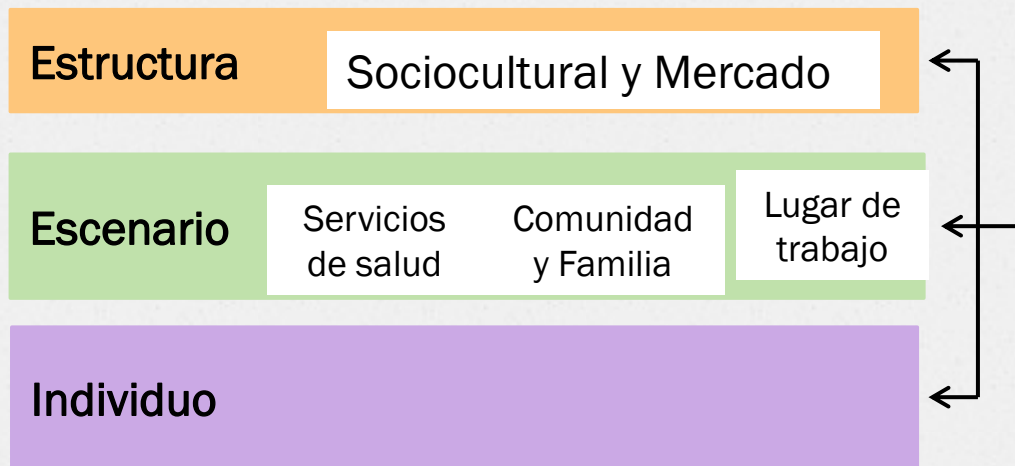 Estructura
Sociocultural y Mercado
Escenario
Servicios
de salud
Comunidad
y Familia
Lugar de
trabajo
Individuo